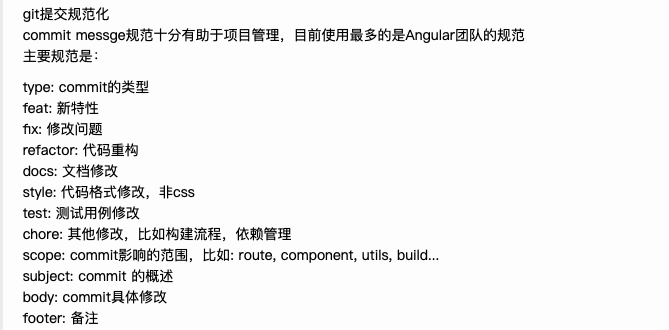 git提交规范化
commit messge规范十分有助于项目管理，目前使用最多的是Angular团队的规范
主要规范是：
type: commit的类型
feat: 新特性
fix: 修改问题
refactor: 代码重构
docs: 文档修改
style: 代码格式修改，非css
test: 测试用例修改
chore: 其他修改，比如构建流程，依赖管理
scope: commit影响的范围，比如: route, component, utils, build...
subject: commit 的概述
body: commit具体修改
footer: 备注